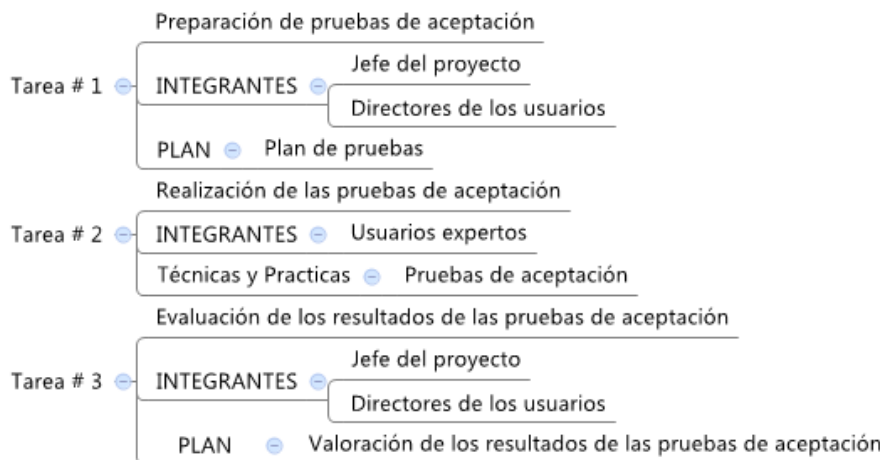 Preparación de pruebas de aceptación
Jefe del proyecto
Tarea # 1 INTEGRANTES
Directores de los usuarios
PLAN Plan de pruebas
Realización de las pruebas de aceptación
Tarea # 2 INTEGRANTES Usuarios expertos
Técnicas y Practicas Pruebas de aceptación
Evaluación de los resultados de las pruebas de aceptación
Jefe del proyecto
Tarea # 3 INTEGRANTES
Directores de los usuarios
PLAN Valoración de los resultados de las pruebas de aceptación